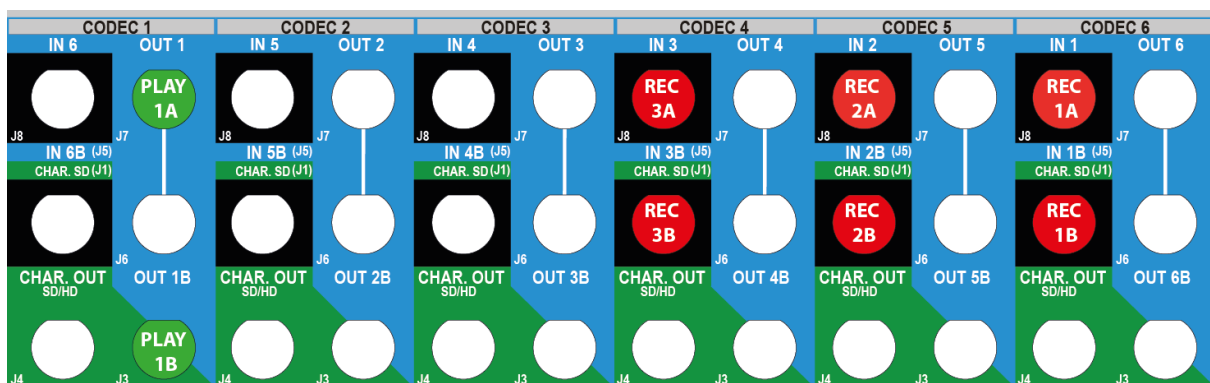 CODEC 1 CODEC 2 CODEC 3 CODEC 4 CODEC 5 CODEC 6
IN 6 OUT 1 IN 5 OUT 2 IN 4 OUT 3 IN 3 OUT 4 IN 2 OUT 5 IN 1 OUT 6
PLAY REC REC REC
1A 3A 2A 1A
J8 J7 J8 J7 J8 J7 J8 J7 J8 J7 J8 J7
IN 6B (J5) IN 5B (J5) IN 4B (J5) IN 3B (J5) IN 2B (J5) IN 1B (J5)
CHAR. SD (J1) CHAR. SD (J1) CHAR. SD (J1) CHAR. SD (J1) CHAR. SD (J1) CHAR. SD (J1)
REC REC REC
3B 2B 1B
J6 J6 J6 J6 J6 J6
CHAR. OUT OUT 1B CHAR. OUT OUT 2B CHAR. OUT OUT 3B CHAR. OUT OUT 4B CHAR. OUT OUT 5B CHAR. OUT OUT 6B
SD/HD SD/HD SD/HD SD/HD SD/HD SD/HD
PLAY
1B
J4 J3 J4 J3 J4 J3 J4 J3 J4 J3 J4 J3